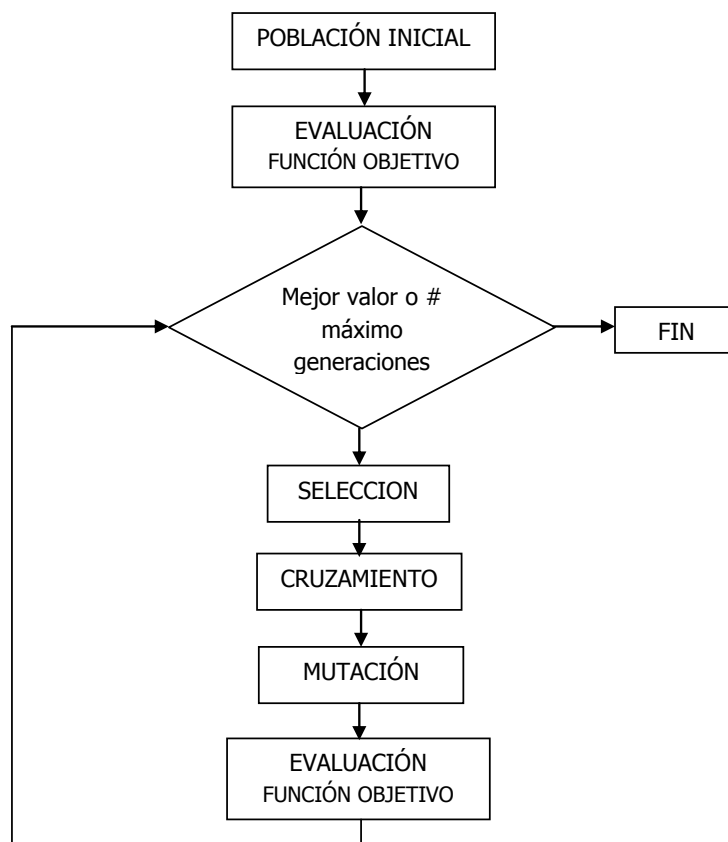 POBLACIÓN INICIAL
EVALUACIÓN
FUNCIÓN OBJETIVO
Mejor valor o #
máximo
generaciones
FIN
SELECCION
CRUZAMIENTO
MUTACIÓN
EVALUACIÓN
FUNCIÓN OBJETIVO